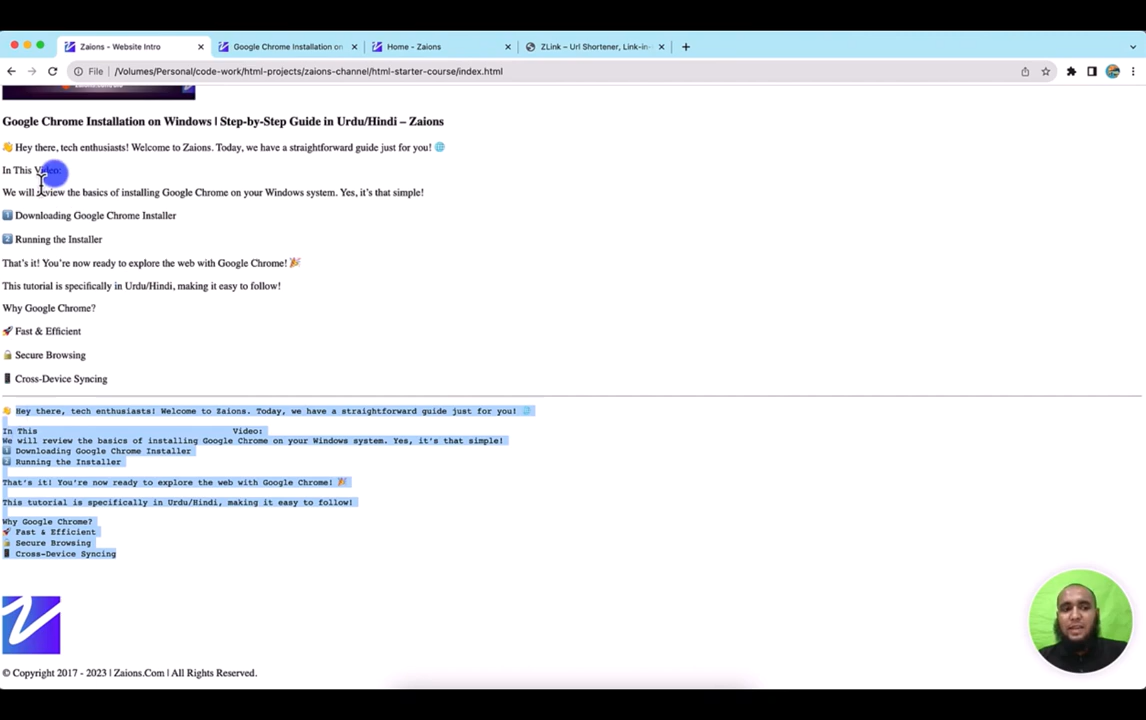 Zaions - Website Intro
Google Chrome Installation on
Home - Zaions
ZLink – Url Shortener, Link-in-
File
/Volumes/Personal/code-work/html-projects/zaions-channel/html-starter-course/index.html
Google Chrome Installation on Windows | Step-by-Step Guide in Urdu/Hindi – Zaions
👋 Hey there, tech enthusiasts! Welcome to Zaions. Today, we have a straightforward guide just for you! 🌐
In This Video:
We will review the basics of installing Google Chrome on your Windows system. Yes, it's that simple!
1️⃣ Downloading Google Chrome Installer
2️⃣ Running the Installer
That's it! You're now ready to explore the web with Google Chrome! 🎉
This tutorial is specifically in Urdu/Hindi, making it easy to follow!
Why Google Chrome?
🚀 Fast & Efficient
🔒 Secure Browsing
📱 Cross-Device Syncing
👋 Hey there, tech enthusiasts! Welcome to Zaions. Today, we have a straightforward guide just for you! 🌐
In This Video:
We will review the basics of installing Google Chrome on your Windows system. Yes, it's that simple!
1️⃣ Downloading Google Chrome Installer
2️⃣ Running the Installer
That's it! You're now ready to explore the web with Google Chrome! 🎉
This tutorial is specifically in Urdu/Hindi, making it easy to follow!
Why Google Chrome?
🚀 Fast & Efficient
🔒 Secure Browsing
📱 Cross-Device Syncing
© Copyright 2017 - 2023 | Zaions.Com | All Rights Reserved.